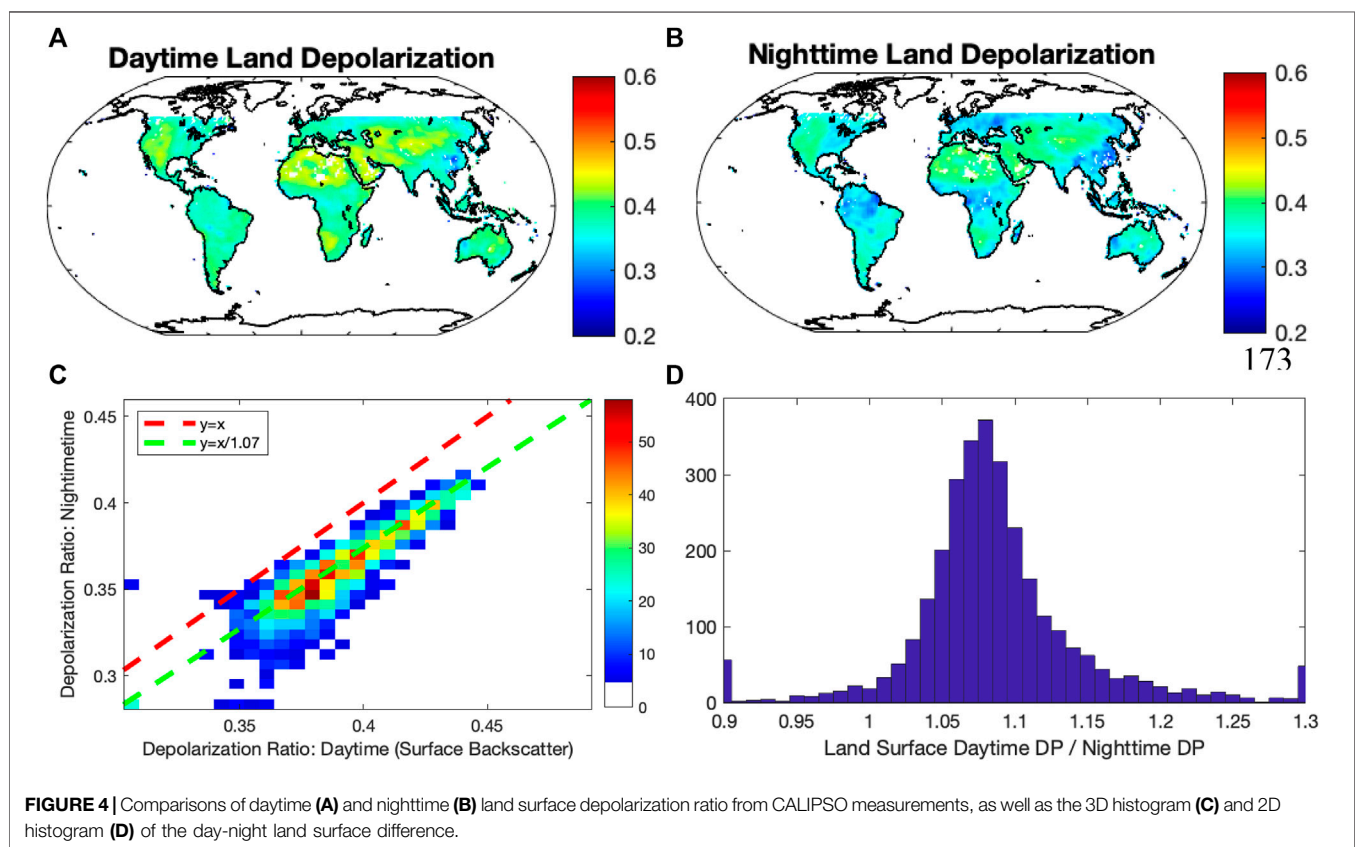 A
Daytime Land Depolarization
0.6
0.5
0.4
0.3
0.2
B
Nighttime Land Depolarization
0.6
0.5
0.4
0.3
0.2
173
C
0.45
0.4
0.35
0.3
Depolarization Ratio: Nightimetime
y=x
y=x/1.07
50
40
30
20
10
0
0.35 0.4 0.45
Depolarization Ratio: Daytime (Surface Backscatter)
D
400
300
200
100
0
0.9 0.95 1 1.05 1.1 1.15 1.2 1.25 1.3
Land Surface Daytime DP / Nighttime DP
FIGURE 4 | Comparisons of daytime (A) and nighttime (B) land surface depolarization ratio from CALIPSO measurements, as well as the 3D histogram (C) and 2D
histogram (D) of the day-night land surface difference.